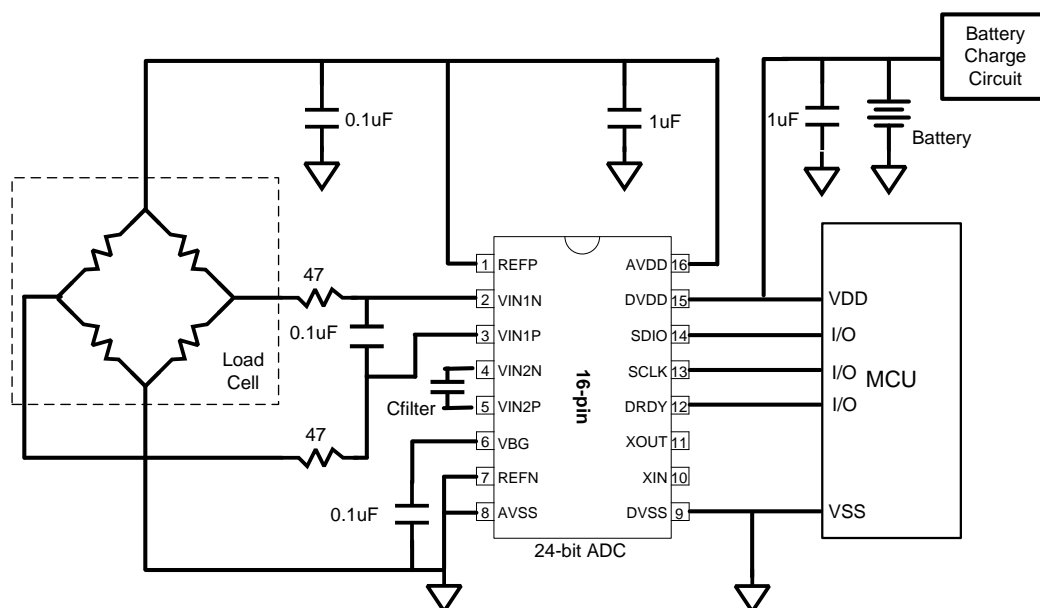 Battery
Charge
Circuit
0.1uF
1uF
1uF
Battery
Load
Cell
47
0.1uF
47
Cfilter
0.1uF
1 REFP
2 VIN1N
3 VIN1P
4 VIN2N
5 VIN2P
6 VBG
7 REFN
8 AVSS
16-pin
AVDD 16
DVDD 15
SDIO 14
SCLK 13
DRDY 12
XOUT 11
XIN 10
DVSS 9
24-bit ADC
VDD
I/O
I/O
I/O
MCU
VSS